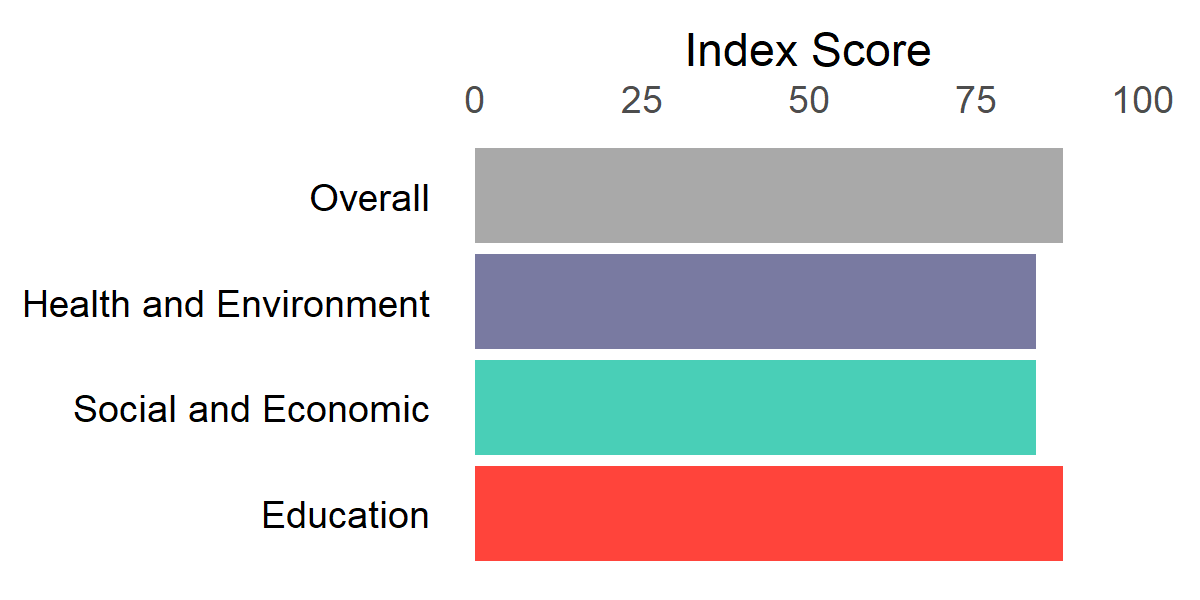 Index Score
0 25 50 75 100
Overall
Health and Environment
Social and Economic
Education